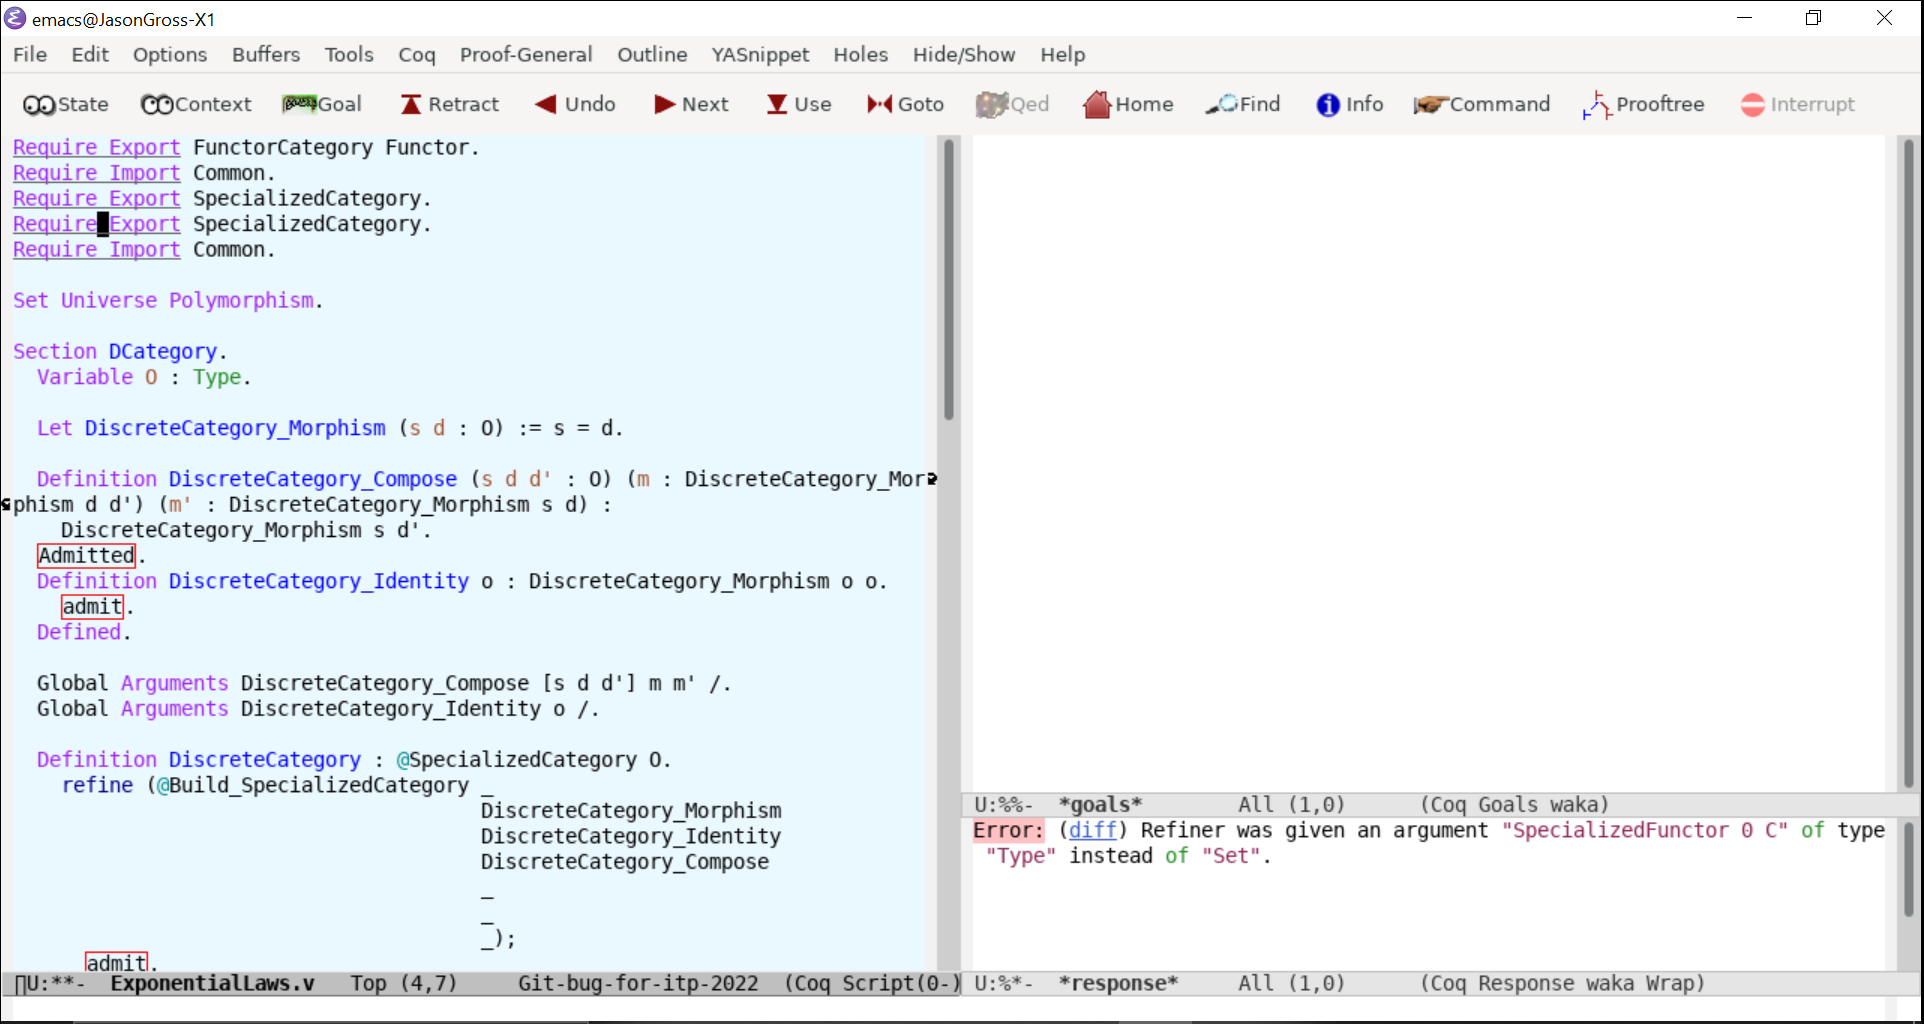 emacs@JasonGross-X1
File Edit Options Buffers Tools Coq Proof-General Outline YASnippet Holes Hide/Show Help
State Context Goal Retract Undo Next Use Goto Qed Home Find Info Command Prooftree Interrupt
Require Export FunctorCategory Functor.
Require Import Common.
Require Export SpecializedCategory.
Require Export SpecializedCategory.
Require Import Common.
Set Universe Polymorphism.
Section DCategory.
Variable O : Type.
Let DiscreteCategory_Morphism (s d : O) := s = d.
Definition DiscreteCategory_Compose (s d d' : O) (m : DiscreteCategory_Mor
phism d d') (m' : DiscreteCategory_Morphism s d) :
DiscreteCategory_Morphism s d'.
Admitted.
Definition DiscreteCategory_Identity o : DiscreteCategory_Morphism o o.
admit.
Defined.
Global Arguments DiscreteCategory_Compose [s d d'] m m' /.
Global Arguments DiscreteCategory_Identity o /.
Definition DiscreteCategory : @SpecializedCategory O.
refine (@Build_SpecializedCategory _
DiscreteCategory_Morphism
DiscreteCategory_Identity
DiscreteCategory_Compose
_
_
_);
admit.
U:**- ExponentialLaws.v Top (4,7) Git-bug-for-itp-2022 (Coq Script(0-)
U:%%- *goals* All (1,0) (Coq Goals waka)
Error: (diff) Refiner was given an argument "SpecializedFunctor 0 C" of type
"Type" instead of "Set".
U:%*- *response* All (1,0) (Coq Response waka Wrap)